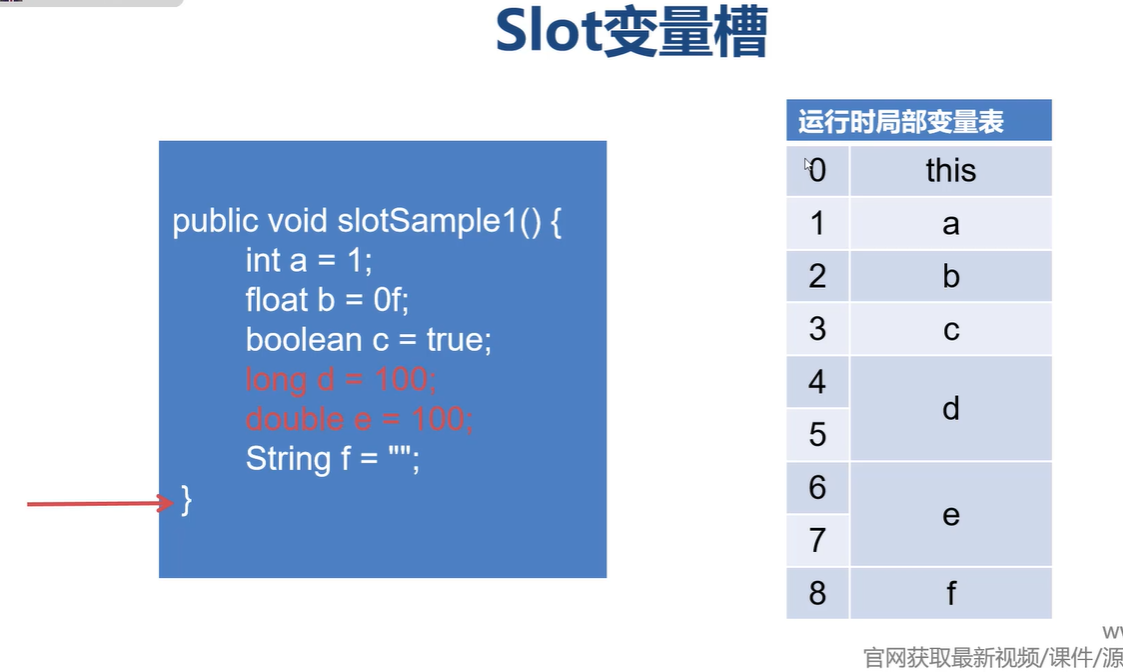 Slot变量槽
public void slotSample1() {
int a = 1;
float b = 0f;
boolean c = true;
long d = 100;
double e = 100;
String f = "";
}
运行时局部变量表
0 this
1 a
2 b
3 c
4
d
5
6
e
7
8 f
官网获取最新视频/课件/源